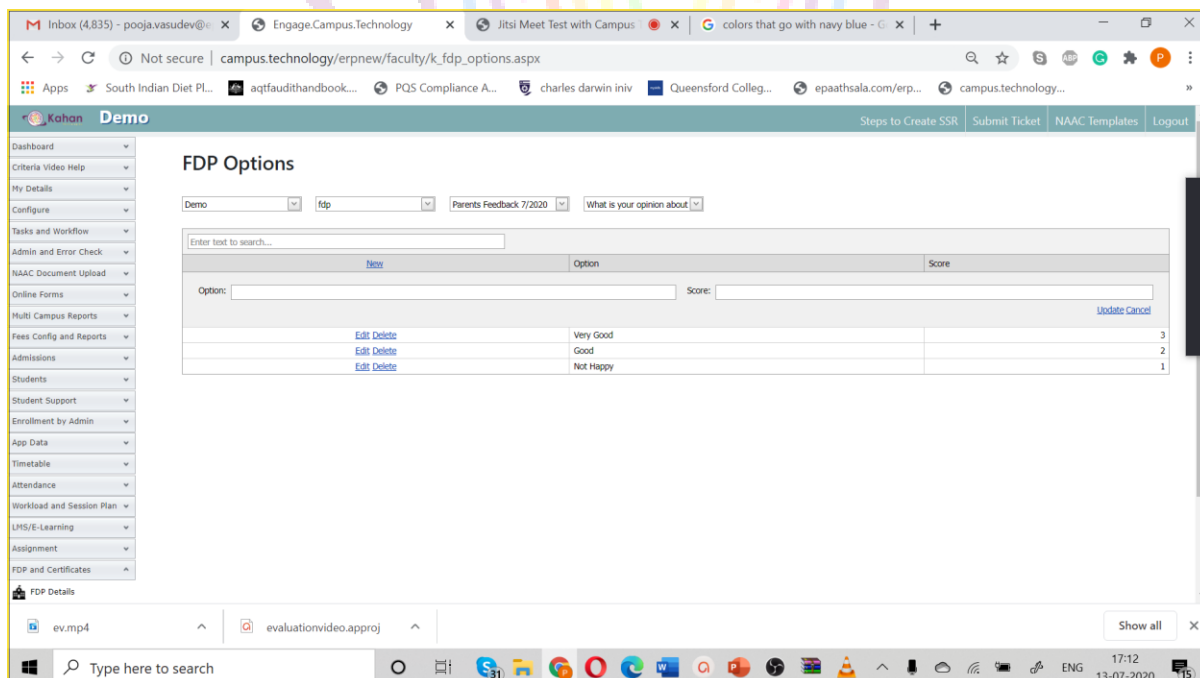 Inbox (4,835) - pooja.vasudev@e
Engage.Campus.Technology
Jitsi Meet Test with Campus
colors that go with navy blue - G
Not secure | campus.technology/erpnew/faculty/k_fdp_options.aspx
ABP
G
P
Apps
South Indian Diet Pl...
aqtfaudithandbook....
PQS Compliance A...
charles darwin iniv
Queensford Colleg...
epaathsala.com/erp...
campus.technology...
»
Kahan Demo
Steps to Create SSR
Submit Ticket
NAAC Templates
Logout
Dashboard
Criteria Video Help
My Details
Configure
Tasks and Workflow
Admin and Error Check
NAAC Document Upload
Online Forms
Multi Campus Reports
Fees Config and Reports
Admissions
Students
Student Support
Enrollment by Admin
App Data
Timetable
Attendance
Workload and Session Plan
LMS/E-Learning
Assignment
FDP and Certificates
FDP Details
FDP Options
Demo
fdp
Parents Feedback 7/2020
What is your opinion about
Enter text to search...
New Option Score
Option: Score:
Update Cancel
Edit Delete Very Good 3
Edit Delete Good 2
Edit Delete Not Happy 1
ev.mp4
evaluationvideo.approj
Show all
Type here to search
31
ENG
17:12
13-07-2020
15